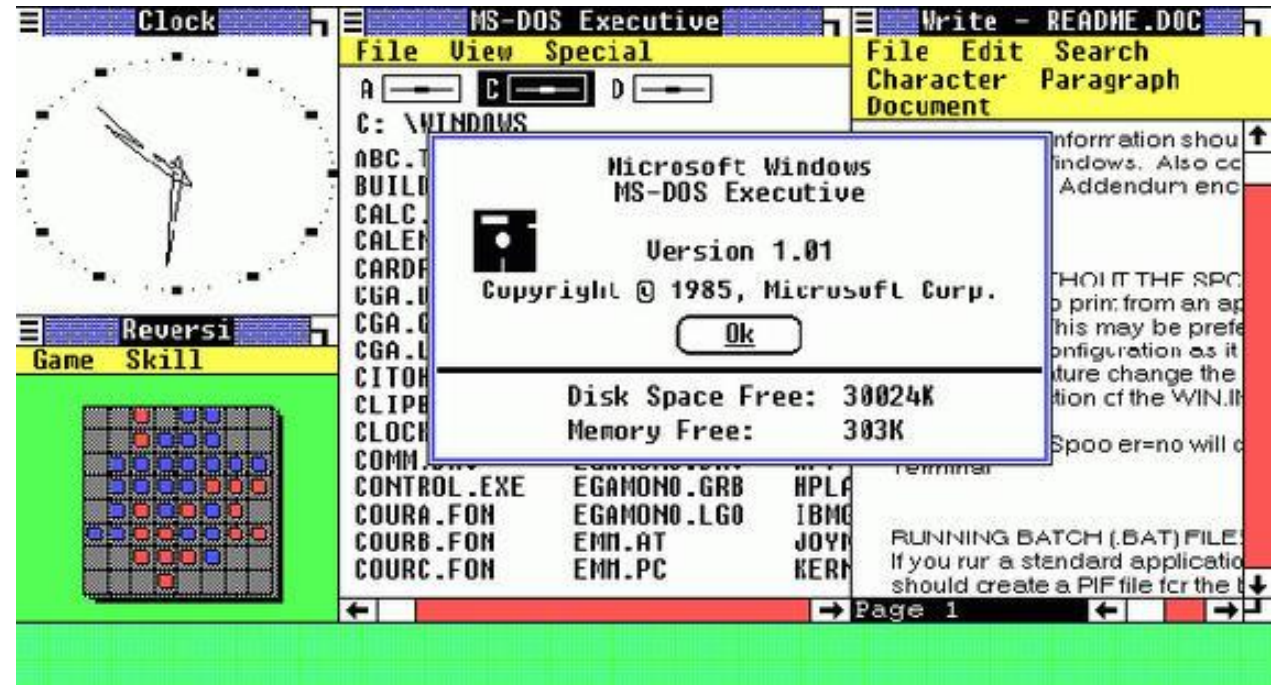 Clock
Reversi
Game Skill
MS-DOS Executive
File View Special
A C D
C: \WINDOWS
ABC.T
BUILD
CALC.
CALEN
CARDF
CGA.
CGA.G
CGA.L
CITOH
CLIPB
CLOCK
COMM.
CONTROL.EXE EGAMONO.GRB HPLA
COURA.FON EGAMONO.LGO IBMG
COURB.FON EMM.AT JOYM
COURC.FON EMM.PC KERN
Microsoft Windows
MS-DOS Executive
Version 1.01
Copyright © 1985, Microsoft Corp.
Ok
Disk Space Free: 30024K
Memory Free: 303K
Write - README.DOC
File Edit Search
Character Paragraph
Document
nformation shou
indows. Also cc
Addendum enc
THOUT THE SPO
o print from an ap
his may be prefe
onfiguration as it
ture change the
tion of the WIN.IN
Spooler=no will d
Terminal
RUNNING BATCH (.BAT) FILES
If you run a standard applicatio
should create a PIF file for the b
Page 1